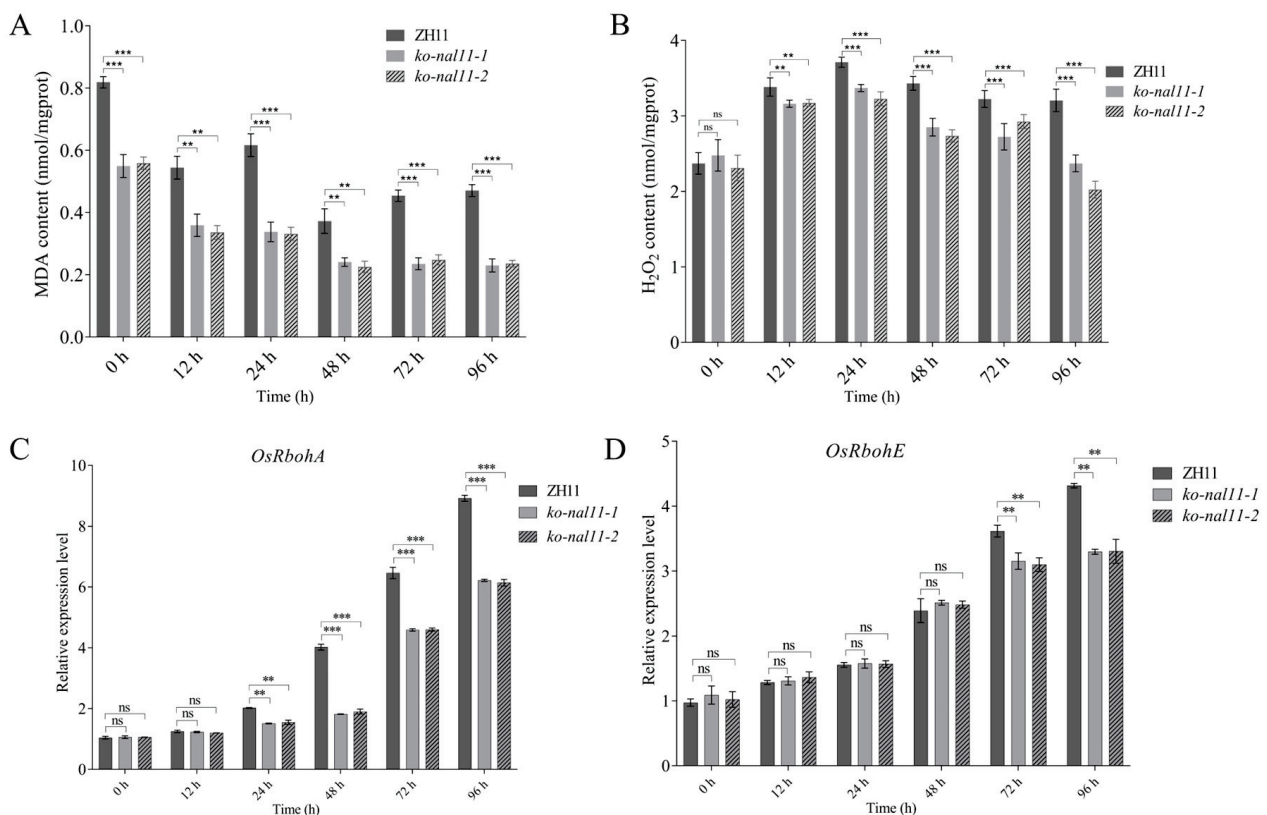 A
MDA content (nmol/mgprot)
1.0
0.8
0.6
0.4
0.2
0.0
*** *** ** ** *** *** ** ** *** *** *** ***
ZH11
ko-nal11-1
ko-nal11-2
0 h 12 h 24 h 48 h 72 h 96 h
Time (h)
B
H₂O₂ content (nmol/mgprot)
4
3
2
1
0
ns ns ** ** *** *** *** *** *** *** *** ***
ZH11
ko-nal11-1
ko-nal11-2
0 h 12 h 24 h 48 h 72 h 96 h
Time (h)
C
OsRbohA
Relative expression level
10
8
6
4
2
0
ns ns ns ns ** ** *** *** *** *** *** ***
ZH11
ko-nal11-1
ko-nal11-2
0 h 12 h 24 h 48 h 72 h 96 h
Time (h)
D
OsRbohE
Relative expression level
5
4
3
2
1
0
ns ns ns ns ns ns ns ns ** ** ** **
ZH11
ko-nal11-1
ko-nal11-2
0 h 12 h 24 h 48 h 72 h 96 h
Time (h)